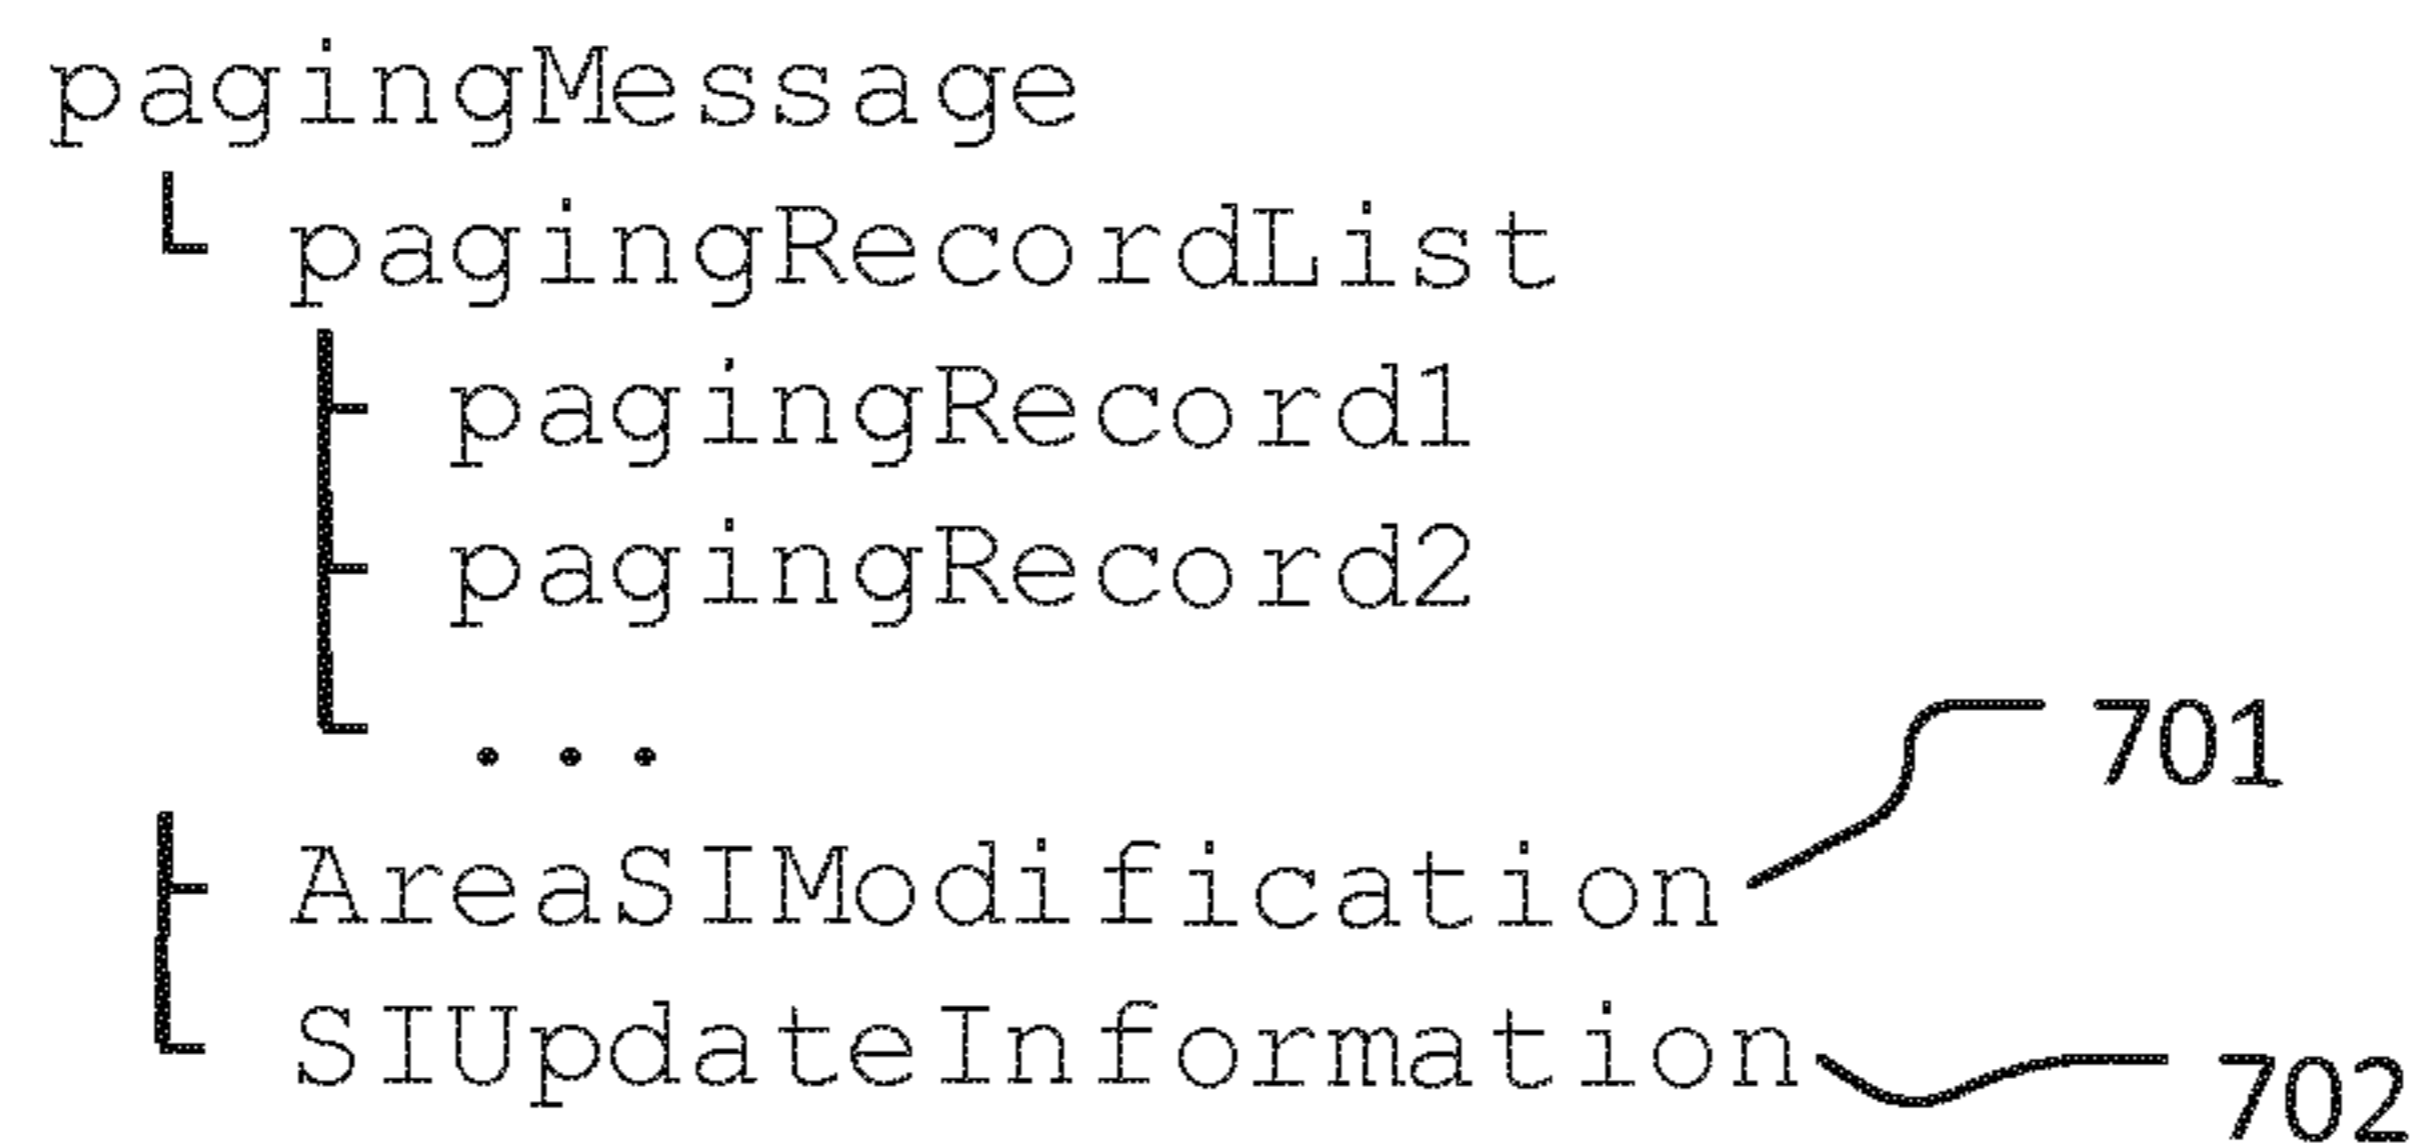 pagingMessage
pagingRecordList
pagingRecord1
pagingRecord2
...
701
AreaSIModification
SIUpdateInformation
702